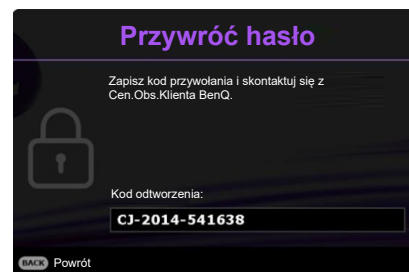 Przywróć hasło
Zapisz kod przywołania i skontaktuj się z
Cen.Obs.Klienta BenQ.
Kod odtworzenia:
CJ-2014-541638
BACK Powrót